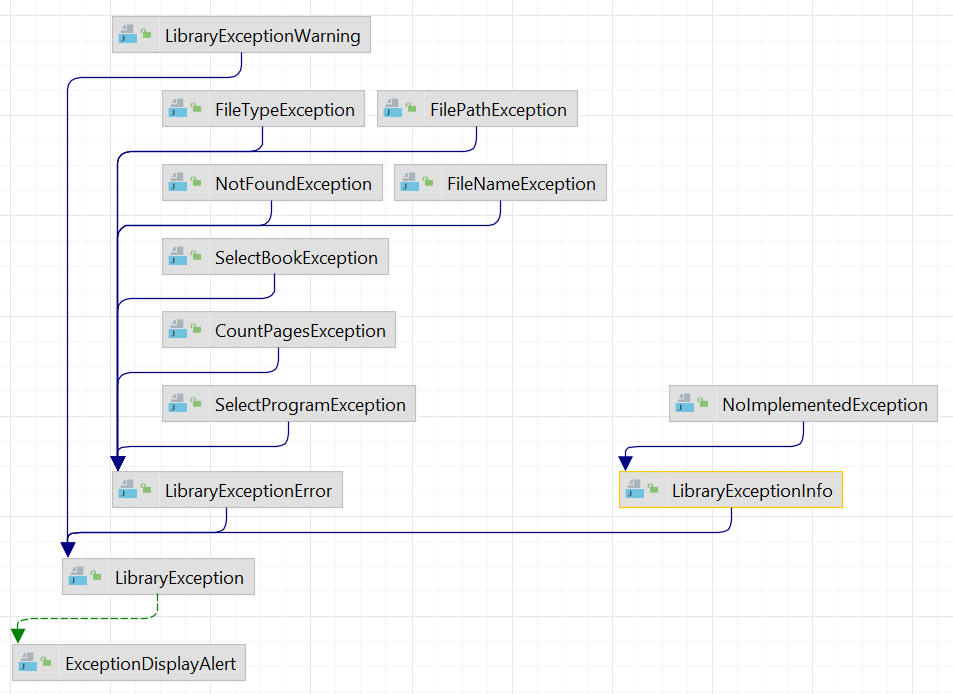 LibraryExceptionWarning
FileTypeException
FilePathException
NotFoundException
FileNameException
SelectBookException
CountPagesException
SelectProgramException
NoImplementedException
LibraryExceptionError
LibraryExceptionInfo
LibraryException
ExceptionDisplayAlert